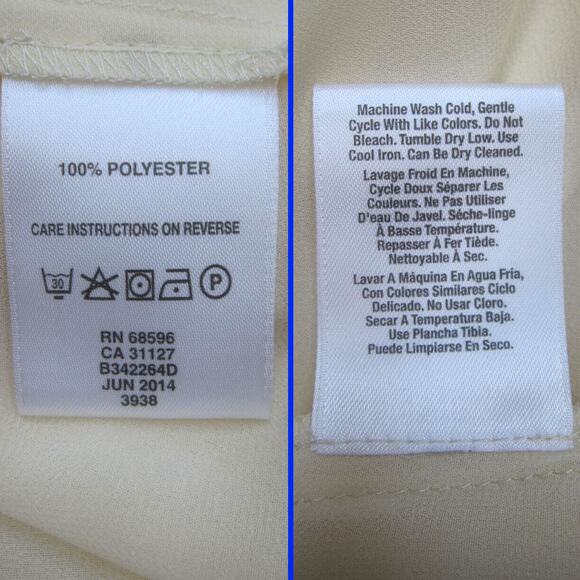 100% POLYESTER
CARE INSTRUCTIONS ON REVERSE
30
P
RN 68596
CA 31127
B342264D
JUN 2014
3938
Machine Wash Cold, Gentle
Cycle With Like Colors. Do Not
Bleach. Tumble Dry Low. Use
Cool Iron. Can Be Dry Cleaned.
Lavage Froid En Machine,
Cycle Doux Séparer Les
Couleurs. Ne Pas Utiliser
D'eau De Javel. Séche-linge
À Basse Température.
Repasser À Fer Tiède.
Nettoyable À Sec.
Lavar A Máquina En Agua Fria,
Con Colores Similares Ciclo
Delicado. No Usar Cloro.
Secar A Temperatura Baja.
Use Plancha Tibia.
Puede Limpiarse En Seco.